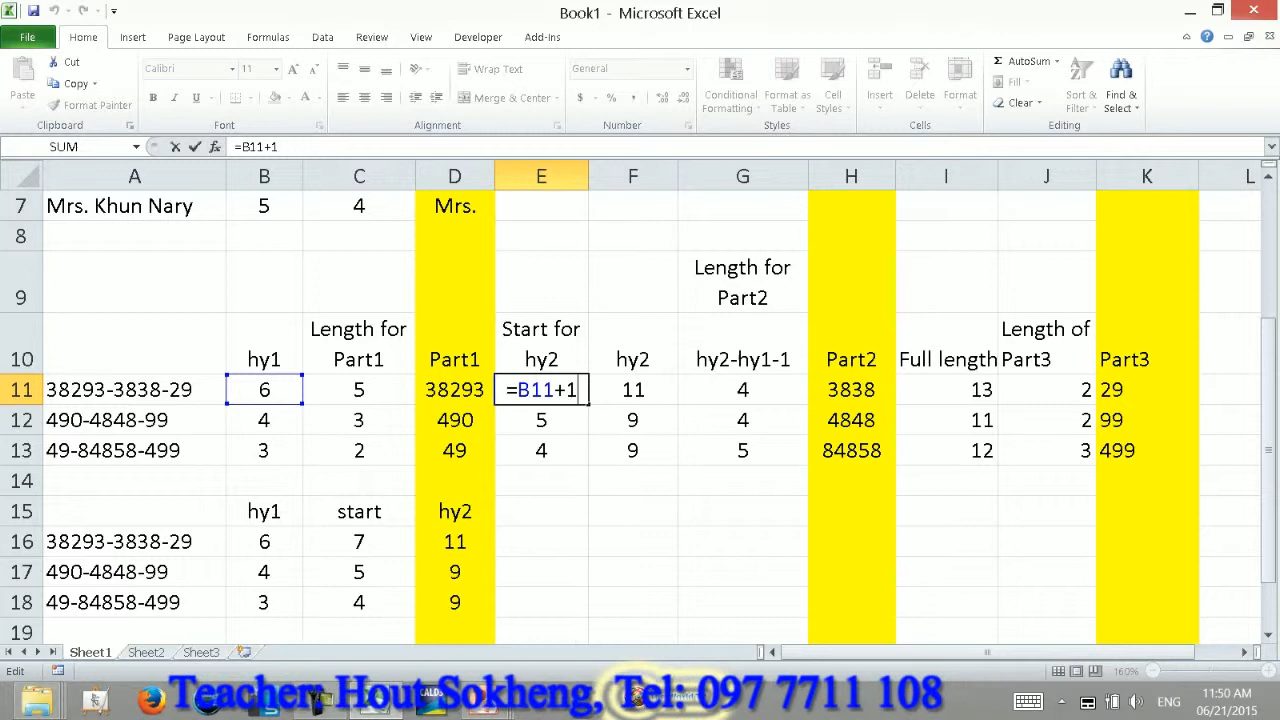 Book1 - Microsoft Excel
File Home Insert Page Layout Formulas Data Review View Developer Add-Ins
Paste Cut Copy Format Painter Clipboard
Calibri 11 B I U Font
Wrap Text Merge & Center Alignment
General $ % , Number
Conditional Formatting Format as Table Cell Styles Styles
Insert Delete Format Cells
Σ AutoSum Fill Clear Sort & Filter Find & Select Editing
SUM fx =B11+1
A B C D E F G H I J K L
7 Mrs. Khun Nary 5 4 Mrs.
8
9 Length for Part2
10 hy1 Length for Part1 Part1 Start for hy2 hy2 hy2-hy1-1 Part2 Full length Length of Part3 Part3
11 38293-3838-29 6 5 38293 =B11+1 11 4 3838 13 2 29
12 490-4848-99 4 3 490 5 9 4 4848 11 2 99
13 49-84858-499 3 2 49 4 9 5 84858 12 3 499
14
15 hy1 start hy2
16 38293-3838-29 6 7 11
17 490-4848-99 4 5 9
18 49-84858-499 3 4 9
19
Sheet1 Sheet2 Sheet3
Edit 160%
Teacher: Hout Sokheng, Tel: 097 7711 108
ENG 11:50 AM
06/21/2015